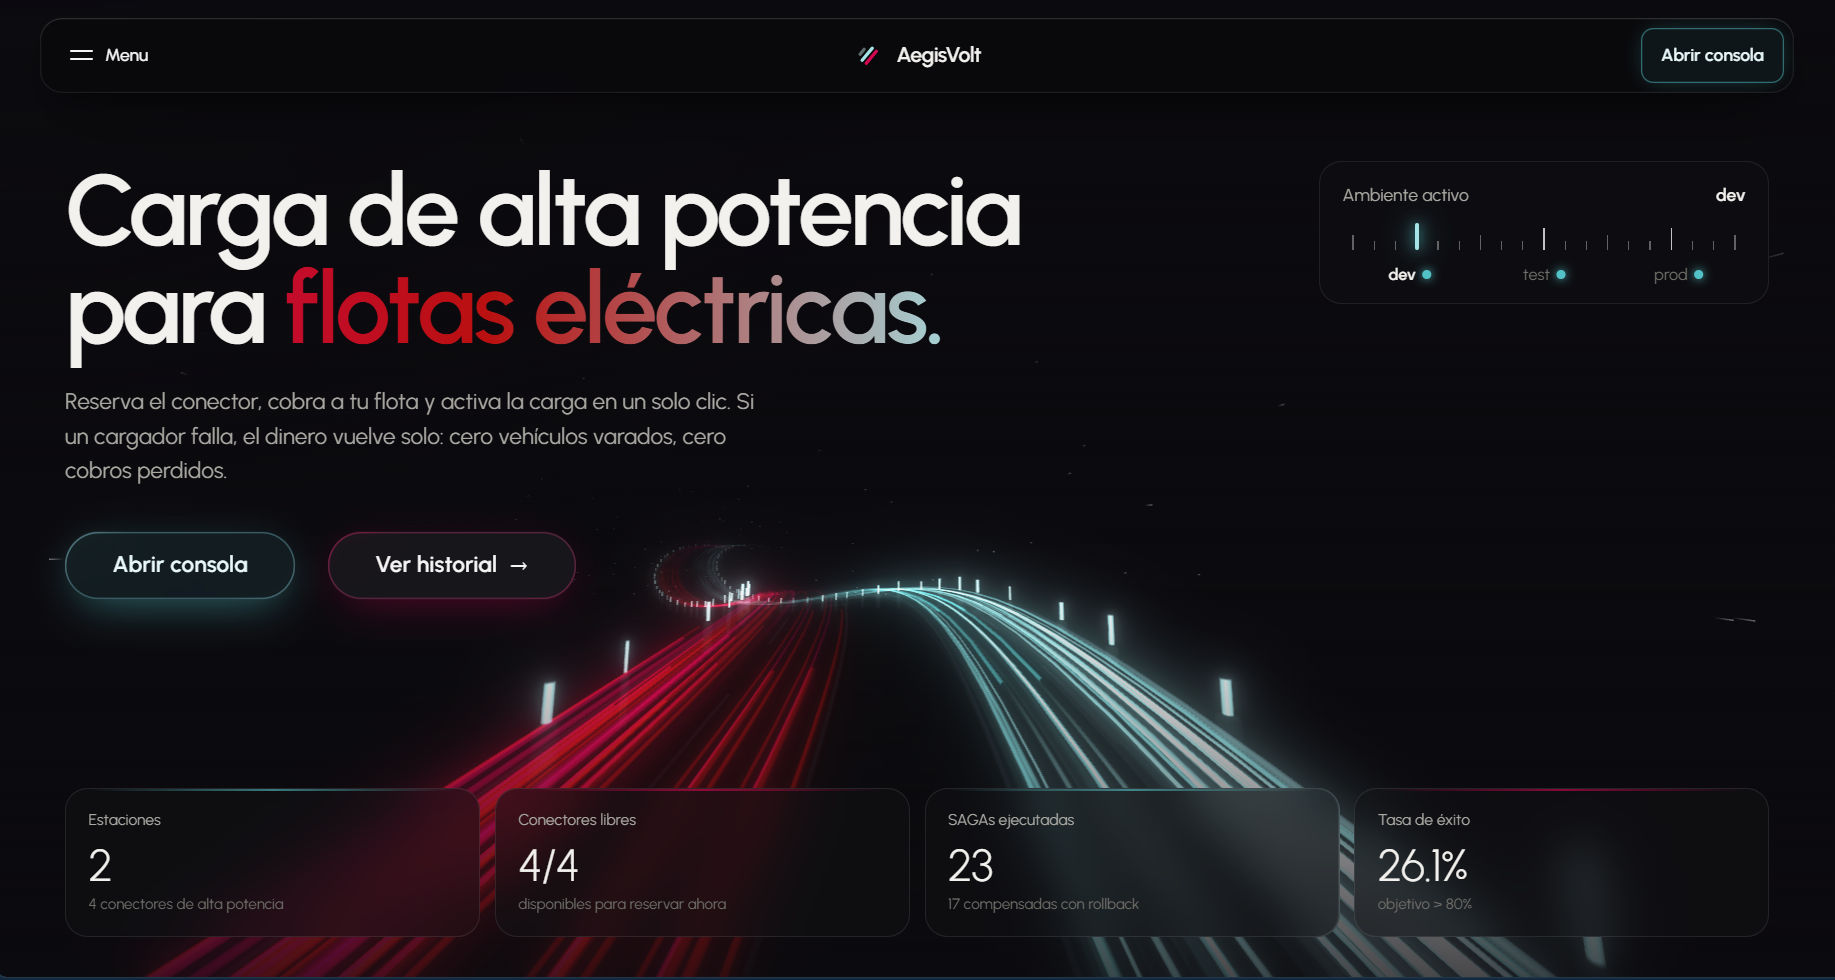 Menu
AegisVolt
Abrir consola
Carga de alta potencia
para flotas eléctricas.
Ambiente activo
dev
dev
test
prod
Reserva el conector, cobra a tu flota y activa la carga en un solo clic. Si
un cargador falla, el dinero vuelve solo: cero vehículos varados, cero
cobros perdidos.
Abrir consola
Ver historial →
Estaciones
2
4 conectores de alta potencia
Conectores libres
4/4
disponibles para reservar ahora
SAGAs ejecutadas
23
17 compensadas con rollback
Tasa de éxito
26.1%
objetivo > 80%